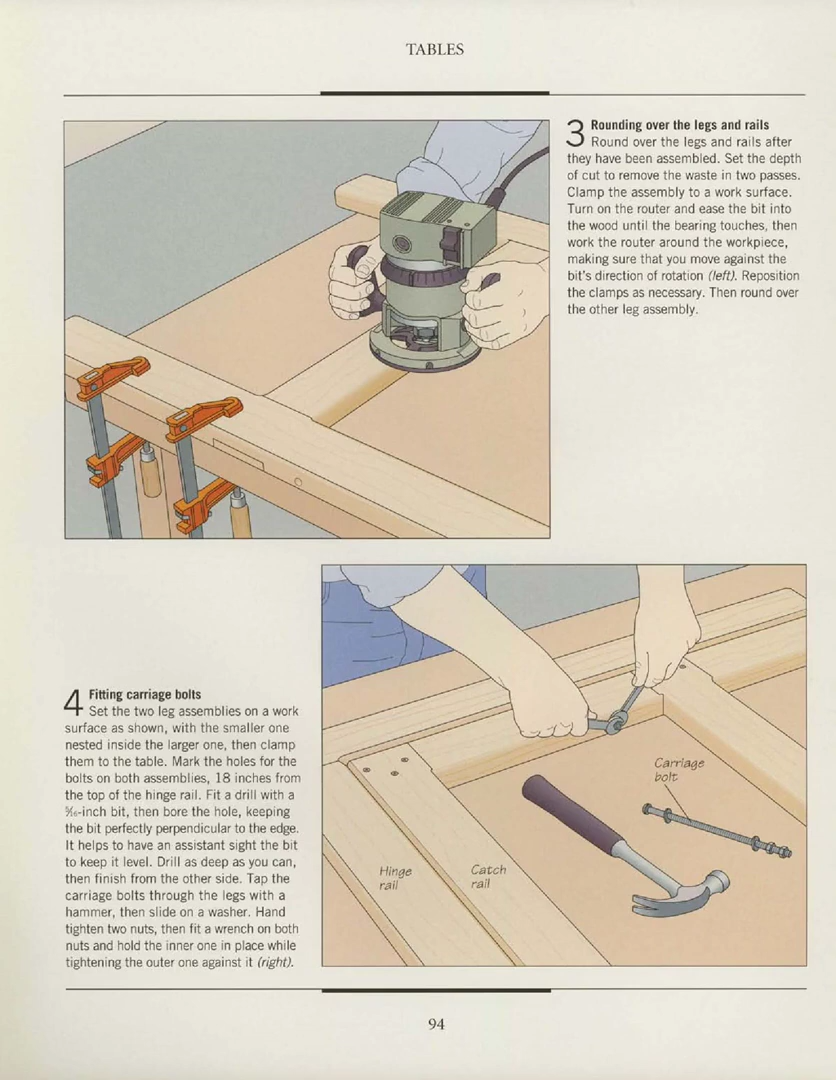 TABLES
3 Rounding over the legs and rails
Round over the legs and rails after
they have been assembled. Set the depth
of cut to remove the waste in two passes.
Clamp the assembly to a work surface.
Turn on the router and ease the bit into
the wood until the bearing touches, then
work the router around the workpiece,
making sure that you move against the
bit's direction of rotation (left). Reposition
the clamps as necessary. Then round over
the other leg assembly.
4 Fitting carriage bolts
Set the two leg assemblies on a work
surface as shown, with the smaller one
nested inside the larger one, then clamp
them to the table. Mark the holes for the
bolts on both assemblies, 18 inches from
the top of the hinge rail. Fit a drill with a
5⁄16-inch bit, then bore the hole, keeping
the bit perfectly perpendicular to the edge.
It helps to have an assistant sight the bit
to keep it level. Drill as deep as you can,
then finish from the other side. Tap the
carriage bolts through the legs with a
hammer, then slide on a washer. Hand
tighten two nuts, then fit a wrench on both
nuts and hold the inner one in place while
tightening the outer one against it (right).
Carriage
bolt
Hinge
rail
Catch
rail
94